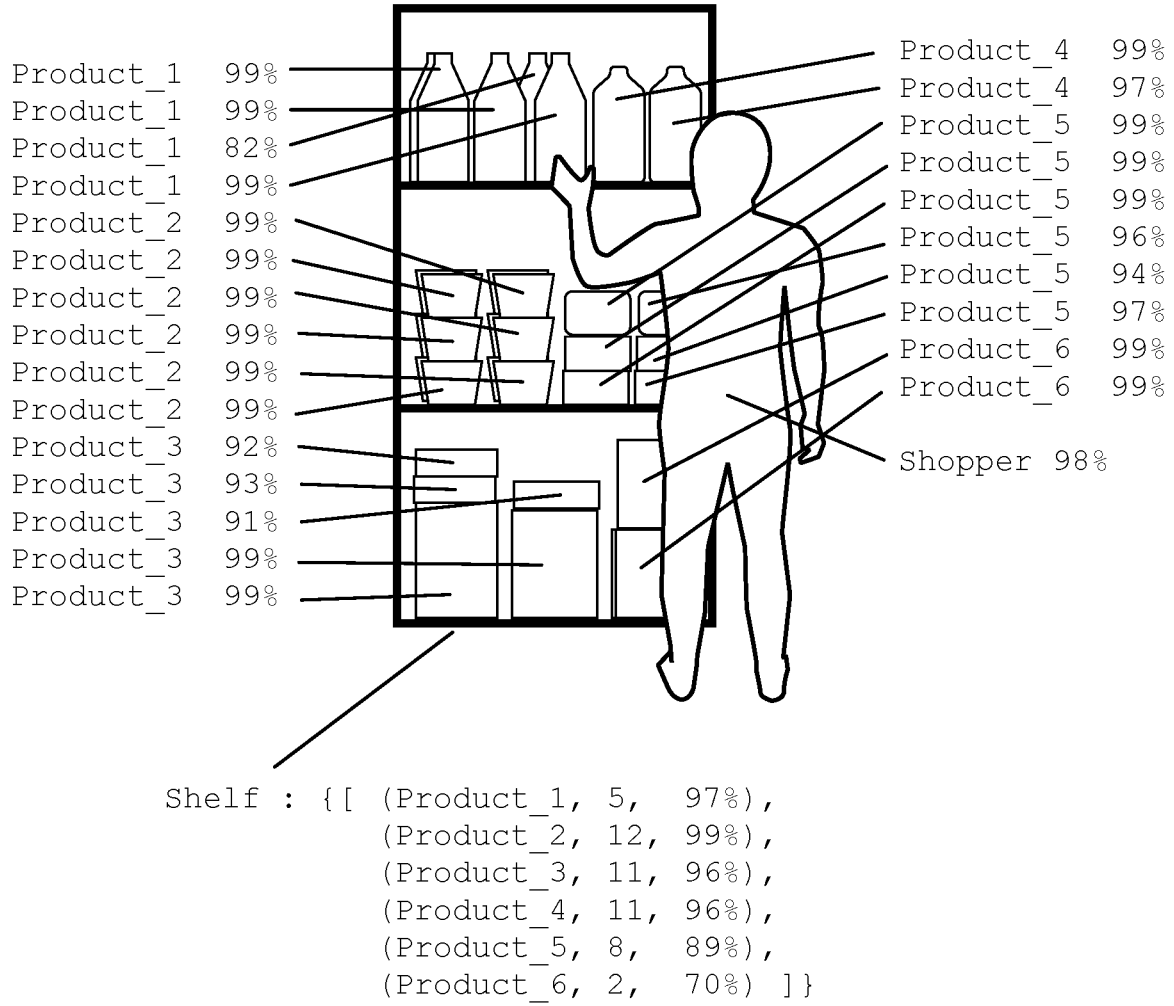 Product_1 99%
Product_1 99%
Product_1 82%
Product_1 99%
Product_2 99%
Product_2 99%
Product_2 99%
Product_2 99%
Product_2 99%
Product_2 99%
Product_3 92%
Product_3 93%
Product_3 91%
Product_3 99%
Product_3 99%
Product_4 99%
Product_4 97%
Product_5 99%
Product_5 99%
Product_5 99%
Product_5 96%
Product_5 94%
Product_5 97%
Product_6 99%
Product_6 99%
Shopper 98%
Shelf : {[ (Product_1, 5, 97%),
(Product_2, 12, 99%),
(Product_3, 11, 96%),
(Product_4, 11, 96%),
(Product_5, 8, 89%),
(Product_6, 2, 70%) ]}